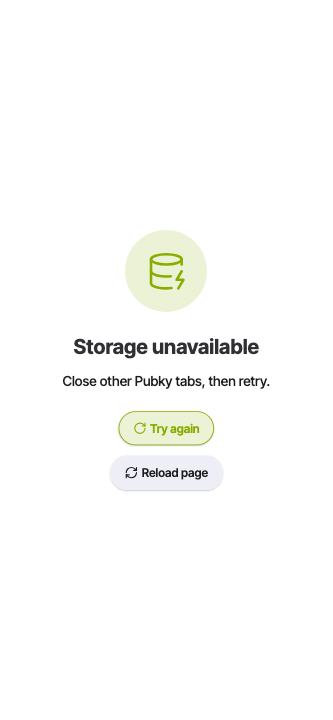 Storage unavailable
Close other Pubky tabs, then retry.
Try again
Reload page